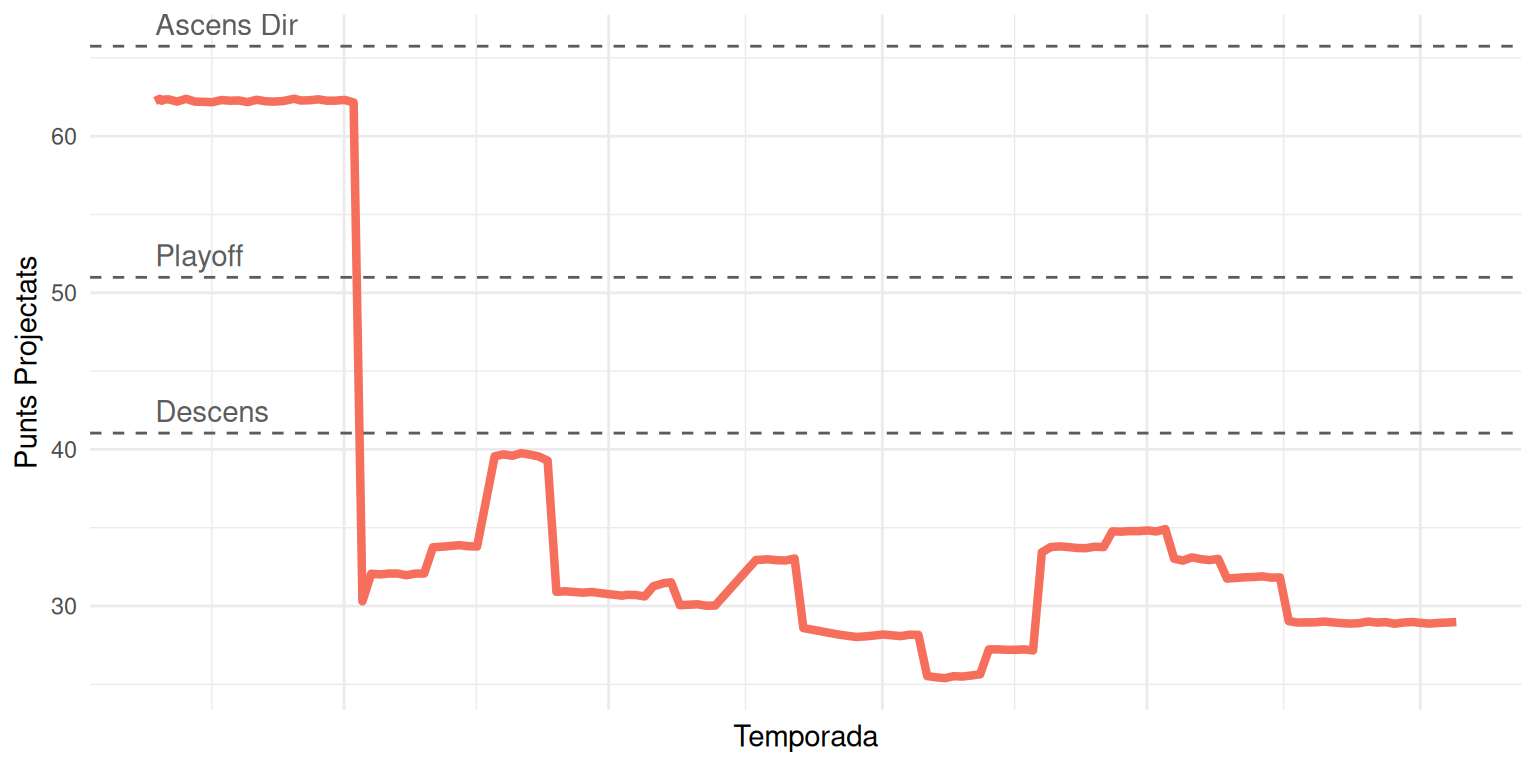 Ascens Dir
60
Playoff
50
Descens
40
30
Punts Projectats
Temporada